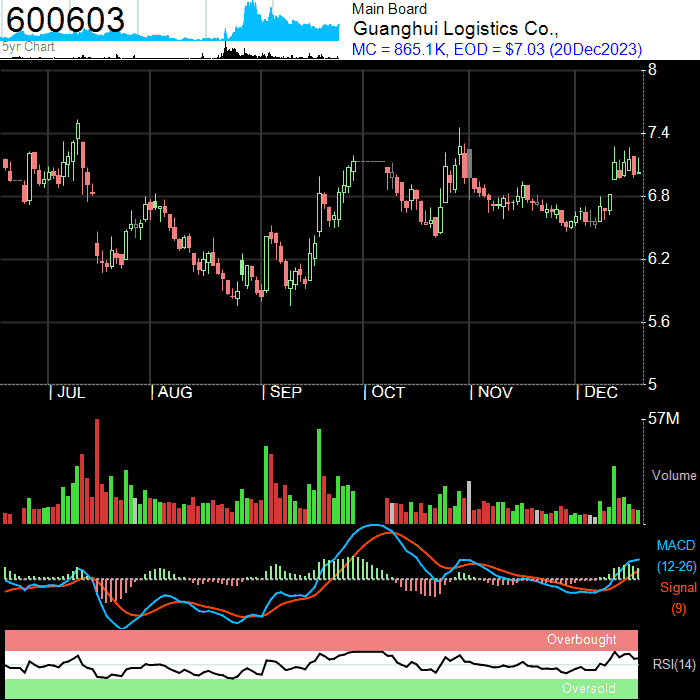 600603
5yr Chart
Main Board
Guanghui Logistics Co.,
MC = 865.1K, EOD = $7.03 (20Dec2023)
8
7.4
6.8
6.2
5.6
5
| JUL | AUG | SEP | OCT | NOV | DEC
57M
Volume
MACD
(12-26)
Signal
(9)
Overbought
RSI(14)
Oversold